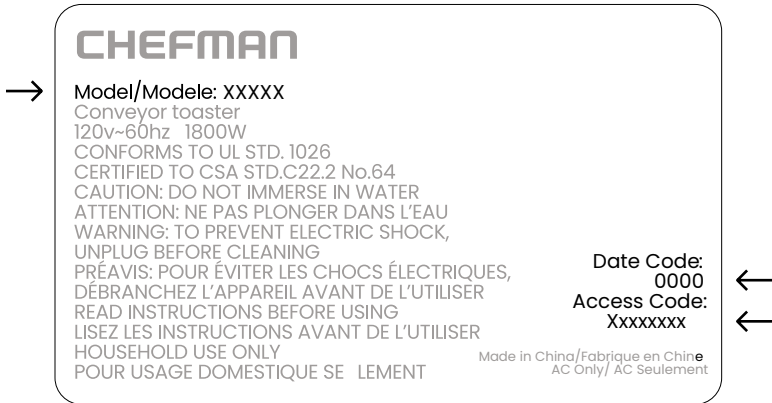 CHEFMAN
Model/Modele: XXXXX
Conveyor toaster
120v~60hz 1800W
CONFORMS TO UL STD. 1026
CERTIFIED TO CSA STD.C22.2 No.64
CAUTION: DO NOT IMMERSE IN WATER
ATTENTION: NE PAS PLONGER DANS L'EAU
WARNING: TO PREVENT ELECTRIC SHOCK,
UNPLUG BEFORE CLEANING
PRÉAVIS: POUR ÉVITER LES CHOCS ÉLECTRIQUES,
DÉBRANCHEZ L'APPAREIL AVANT DE L'UTILISER
READ INSTRUCTIONS BEFORE USING
LISEZ LES INSTRUCTIONS AVANT DE L'UTILISER
HOUSEHOLD USE ONLY
POUR USAGE DOMESTIQUE SE LEMENT
Date Code:
0000
Access Code:
Xxxxxxxx
Made in China/Fabrique en Chine
AC Only/ AC Seulement